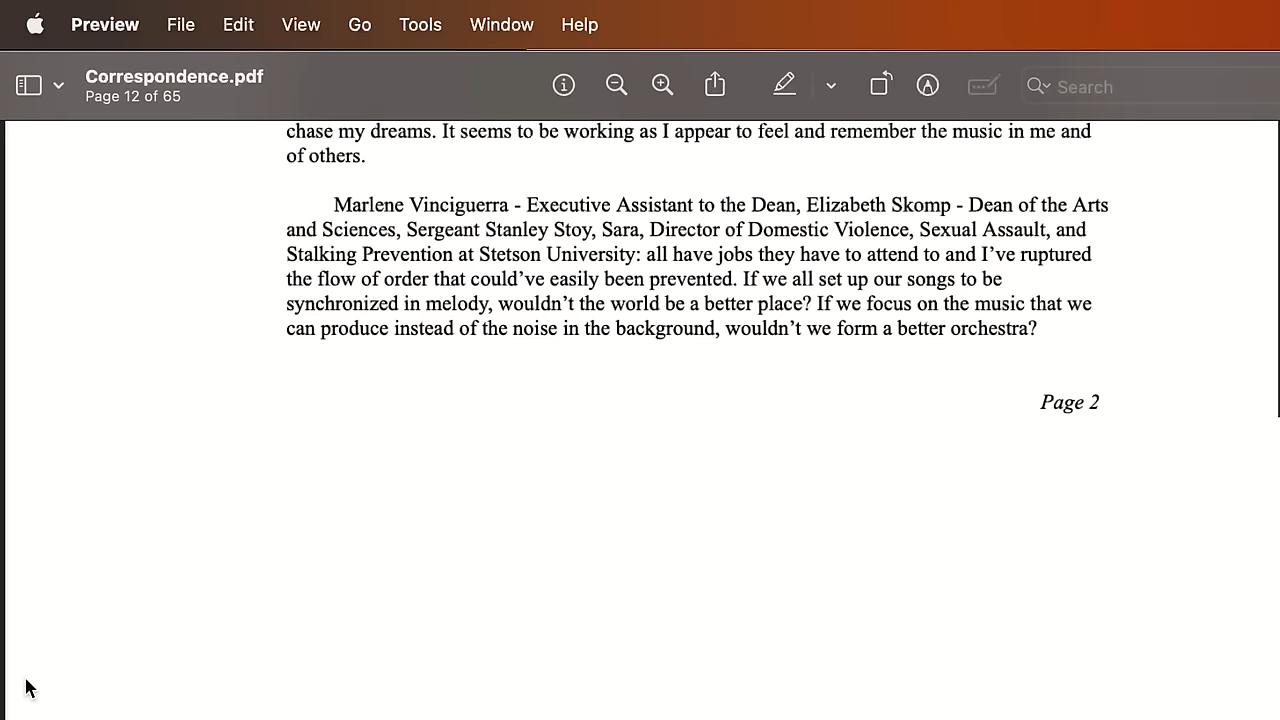 Preview File Edit View Go Tools Window Help
Correspondence.pdf
Page 12 of 65
Search
chase my dreams. It seems to be working as I appear to feel and remember the music in me and
of others.
Marlene Vinciguerra - Executive Assistant to the Dean, Elizabeth Skomp - Dean of the Arts
and Sciences, Sergeant Stanley Stoy, Sara, Director of Domestic Violence, Sexual Assault, and
Stalking Prevention at Stetson University: all have jobs they have to attend to and I’ve ruptured
the flow of order that could’ve easily been prevented. If we all set up our songs to be
synchronized in melody, wouldn’t the world be a better place? If we focus on the music that we
can produce instead of the noise in the background, wouldn’t we form a better orchestra?
Page 2